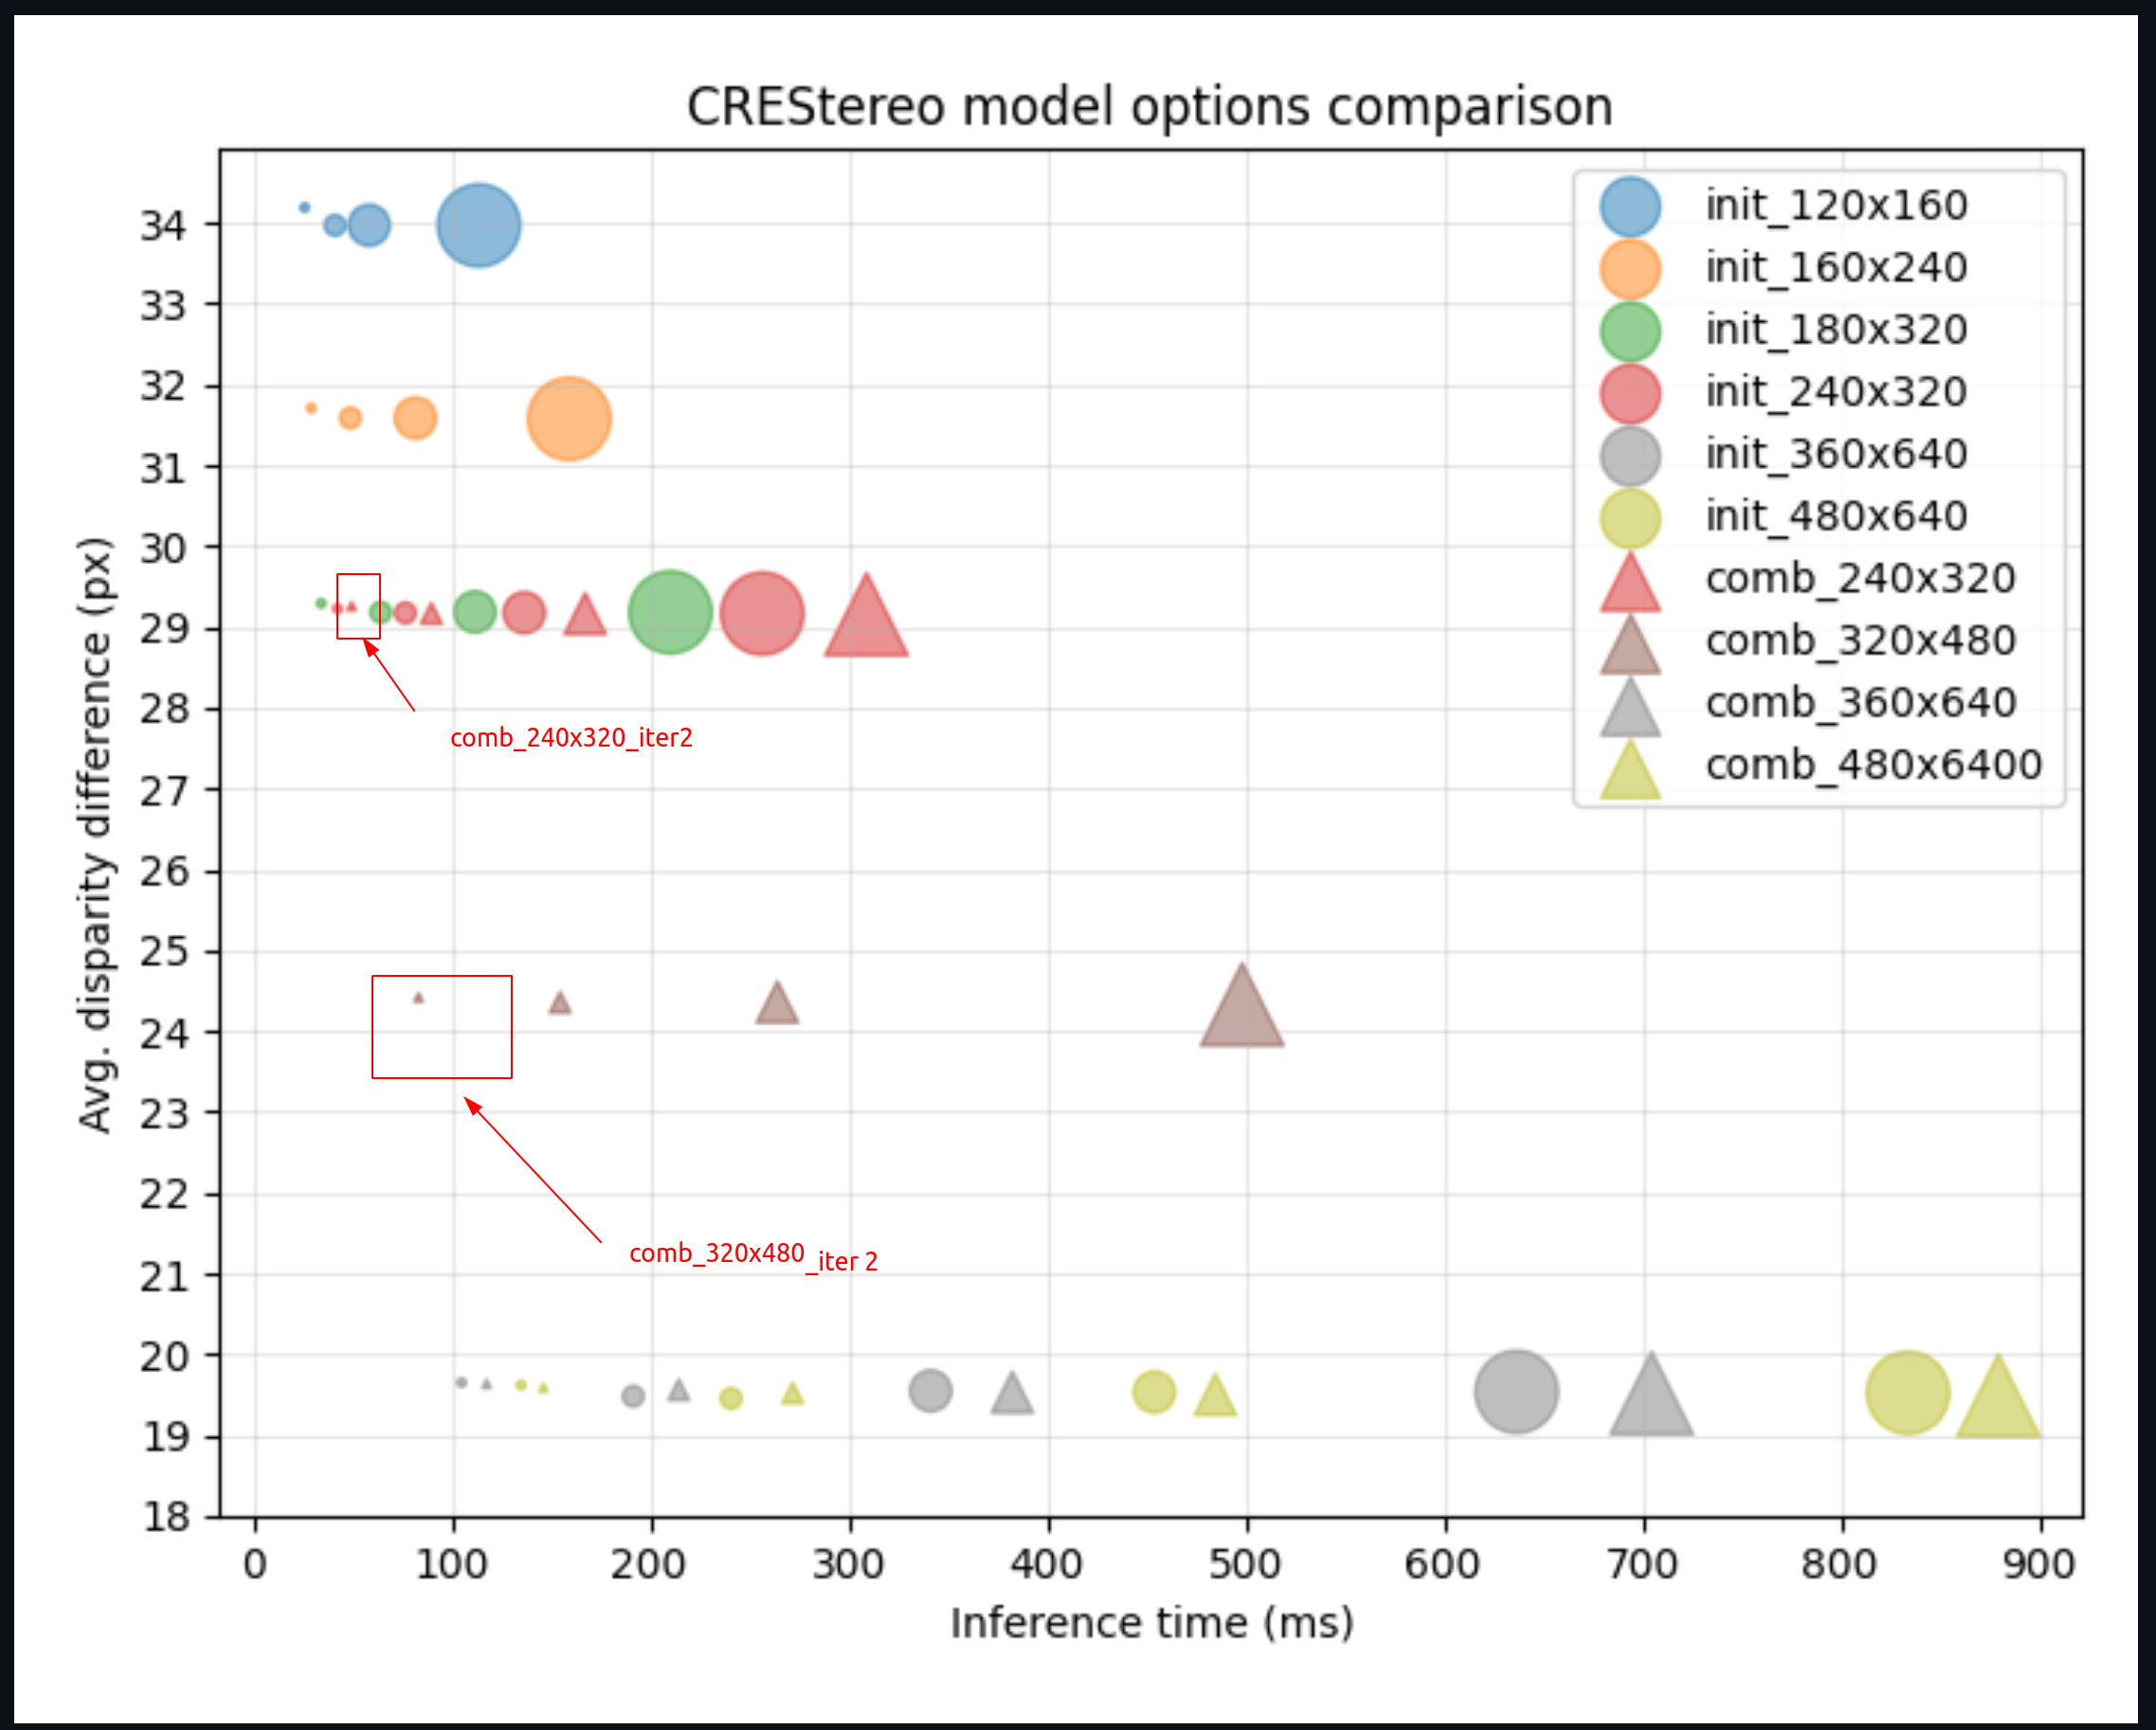 CREStereo model options comparison
init_120x160
init_160x240
init_180x320
init_240x320
init_360x640
init_480x640
comb_240x320
comb_320x480
comb_360x640
comb_480x6400
34
33
32
31
30
29
28
27
26
25
24
23
22
21
20
19
18
Avg. disparity difference (px)
comb_240x320_iter2
comb_320x480_iter 2
0 100 200 300 400 500 600 700 800 900
Inference time (ms)